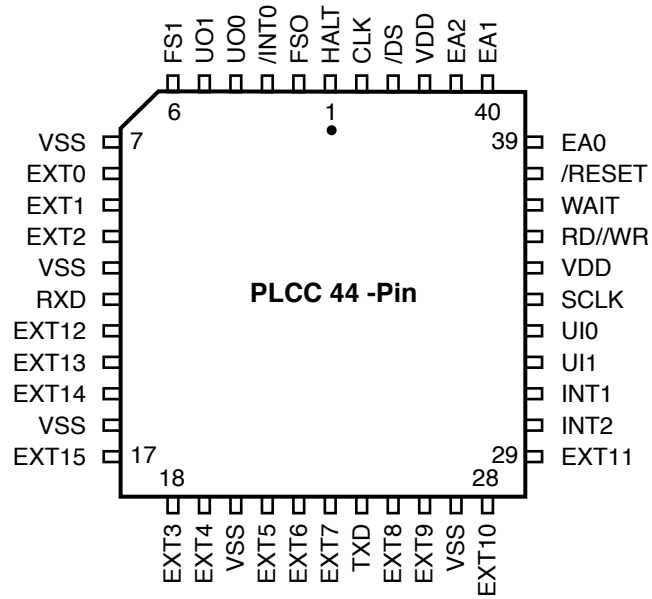 FS1
UO1
UO0
/INT0
FSO
HALT
CLK
/DS
VDD
EA2
EA1
6
1
40
VSS
7
39
EA0
EXT0
/RESET
EXT1
WAIT
EXT2
RD//WR
VSS
VDD
PLCC 44 -Pin
RXD
SCLK
EXT12
UI0
EXT13
UI1
EXT14
INT1
VSS
INT2
EXT15
17
29
EXT11
18
28
EXT3
EXT4
VSS
EXT5
EXT6
EXT7
TXD
EXT8
EXT9
VSS
EXT10